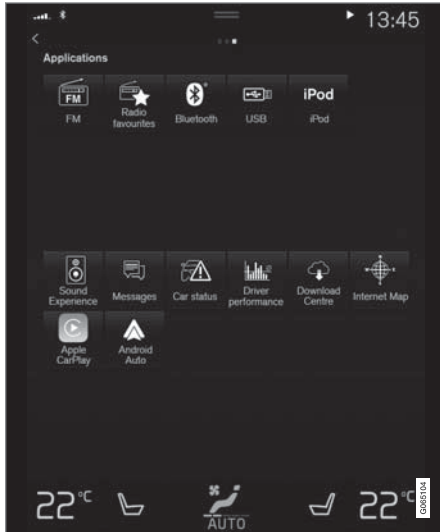 13:45
Applications
FM
FM
Radio
favourites
Bluetooth
USB
iPod
iPod
Sound
Experience
Messages
Car status
Driver
performance
Download
Centre
Internet Map
Apple
CarPlay
Android
Auto
22°C
AUTO
22°C
G065104